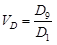 V_D = D_9 / D_1